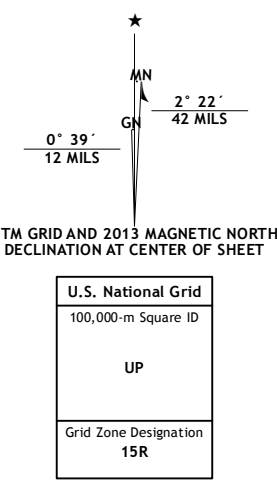 MN
GN
2° 22´
42 MILS
0° 39´
12 MILS
TM GRID AND 2013 MAGNETIC NORTH
DECLINATION AT CENTER OF SHEET
U.S. National Grid
100,000-m Square ID
UP
Grid Zone Designation
15R